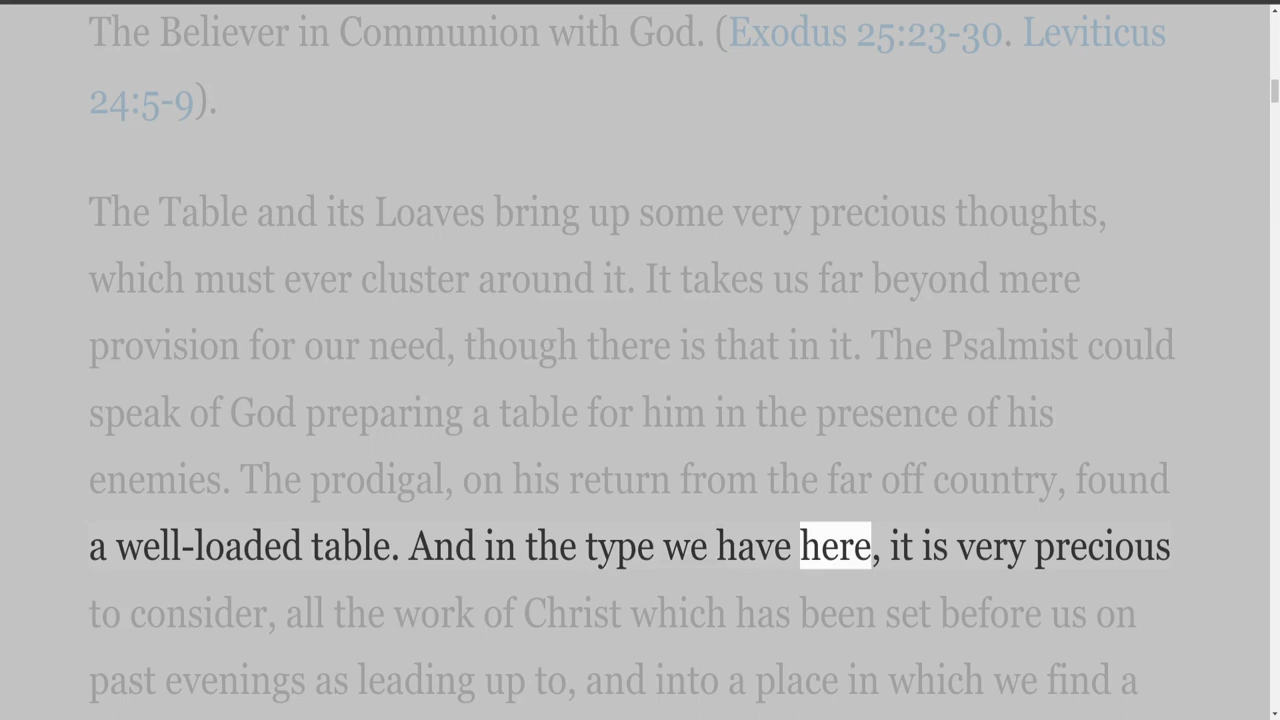 The Believer in Communion with God. (Exodus 25:23-30. Leviticus
24:5-9).
The Table and its Loaves bring up some very precious thoughts,
which must ever cluster around it. It takes us far beyond mere
provision for our need, though there is that in it. The Psalmist could
speak of God preparing a table for him in the presence of his
enemies. The prodigal, on his return from the far off country, found
a well-loaded table. And in the type we have here, it is very precious
to consider, all the work of Christ which has been set before us on
past evenings as leading up to, and into a place in which we find a